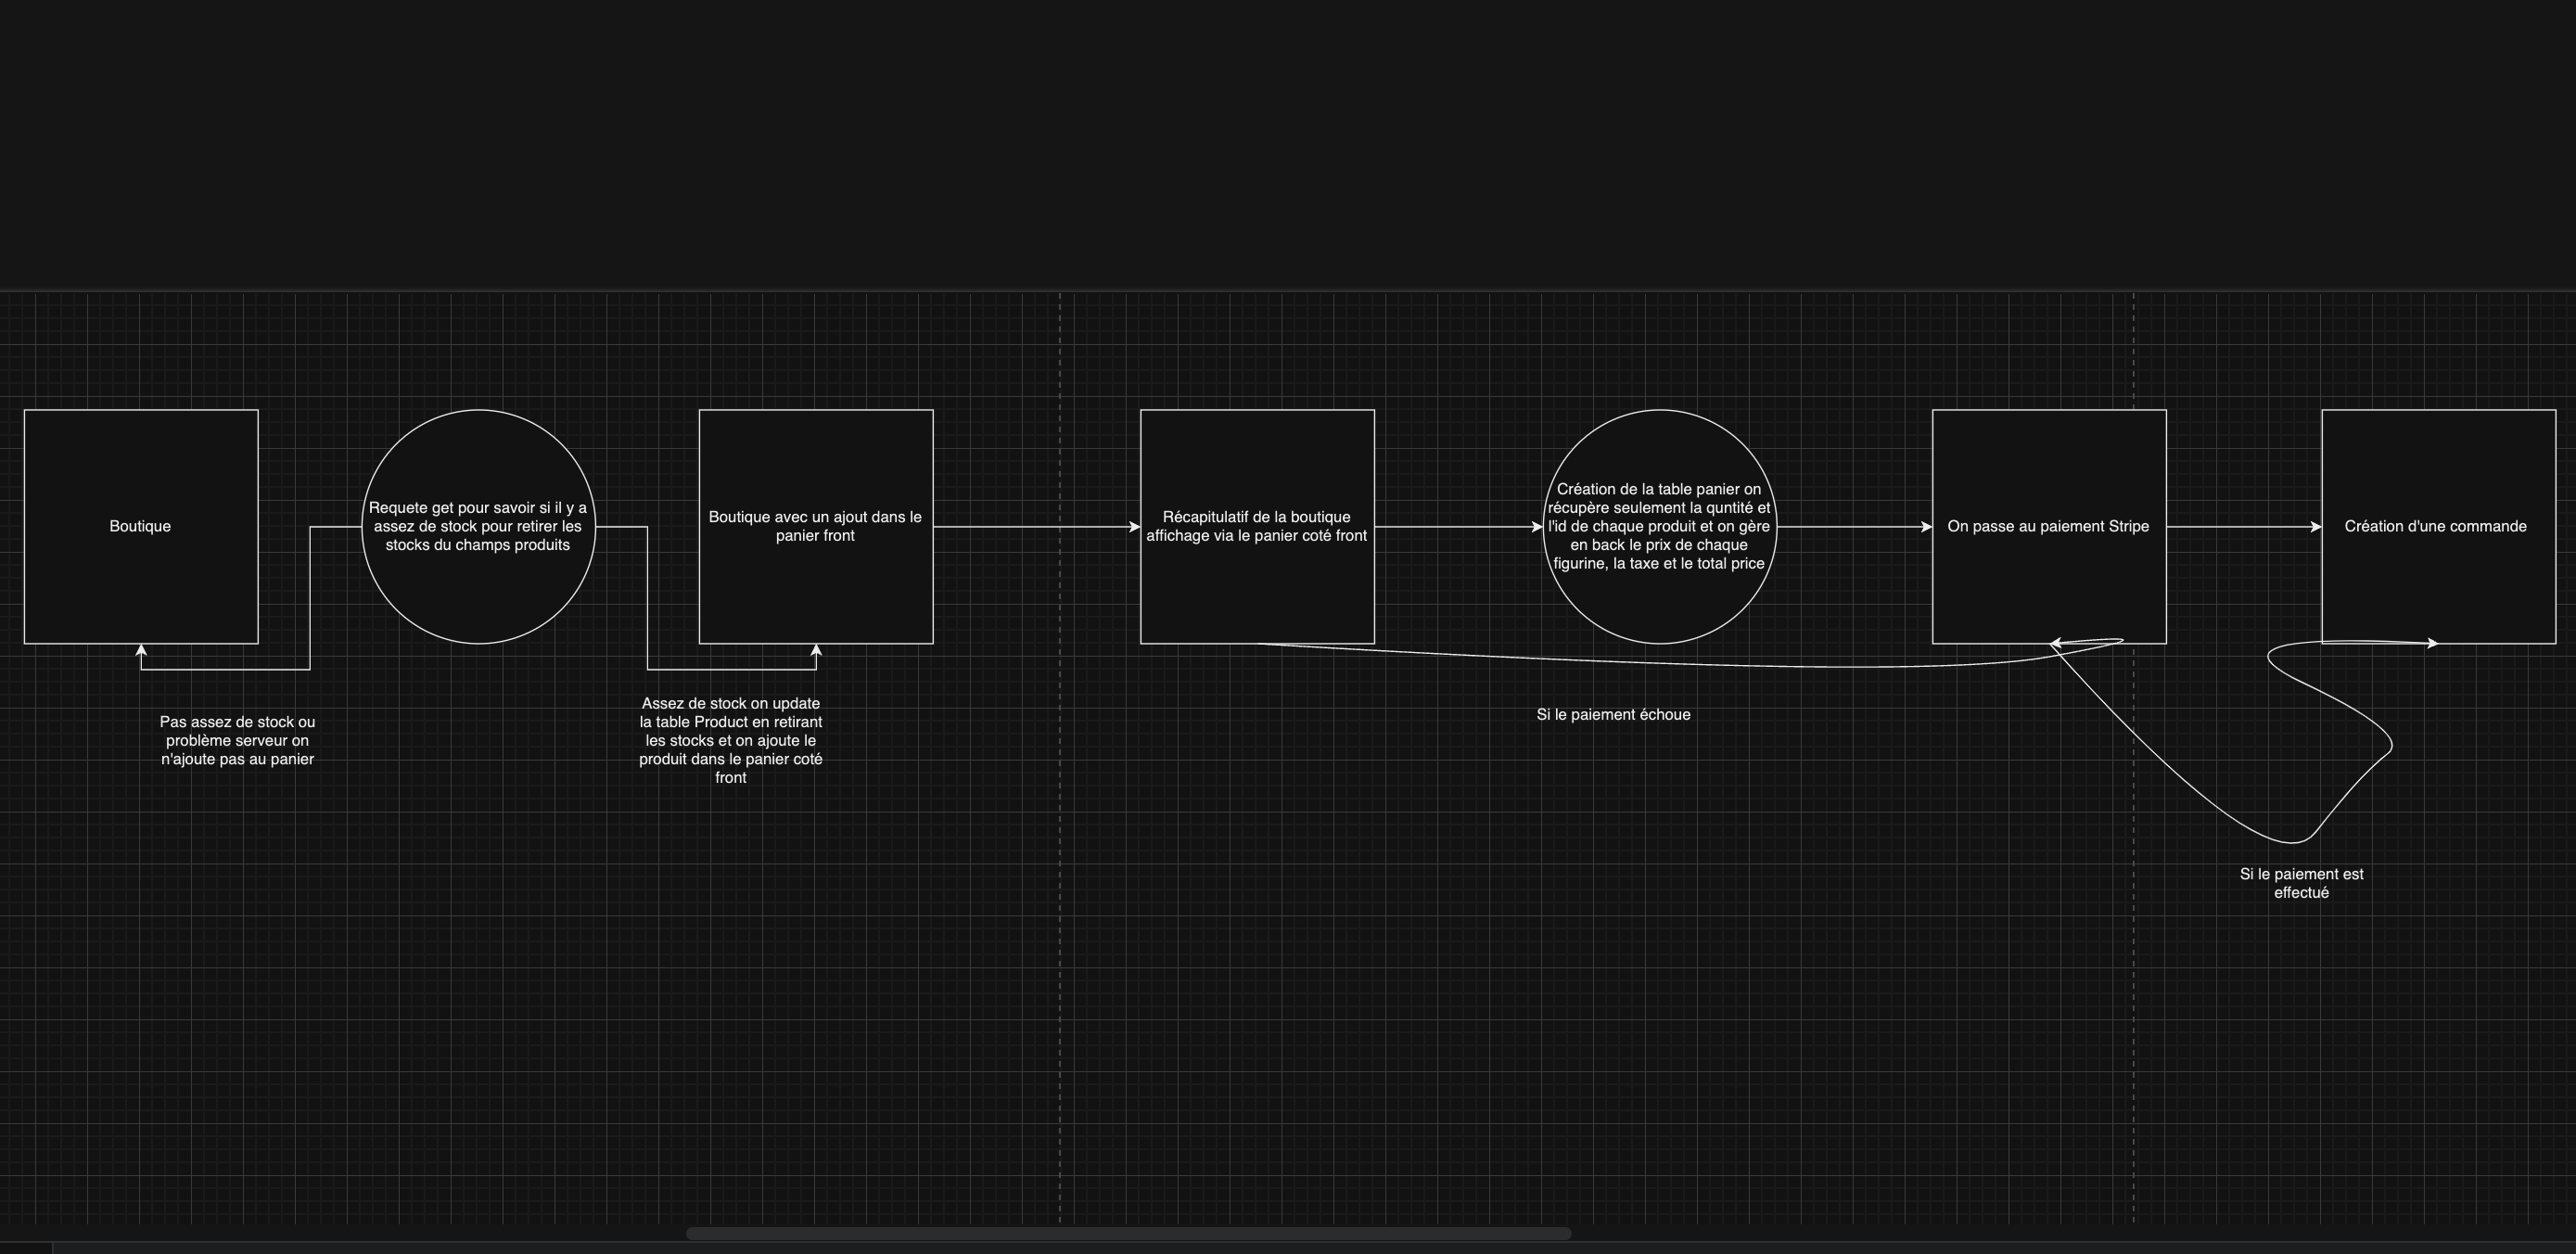 Boutique
Requete get pour savoir si il y a
assez de stock pour retirer les
stocks du champs produits
Boutique avec un ajout dans le
panier front
Récapitulatif de la boutique
affichage via le panier coté front
Création de la table panier on
récupère seulement la quntité et
l'id de chaque produit et on gère
en back le prix de chaque
figurine, la taxe et le total price
On passe au paiement Stripe
Création d'une commande
Pas assez de stock ou
problème serveur on
n'ajoute pas au panier
Assez de stock on update
la table Product en retirant
les stocks et on ajoute le
produit dans le panier coté
front
Si le paiement échoue
Si le paiement est
effectué